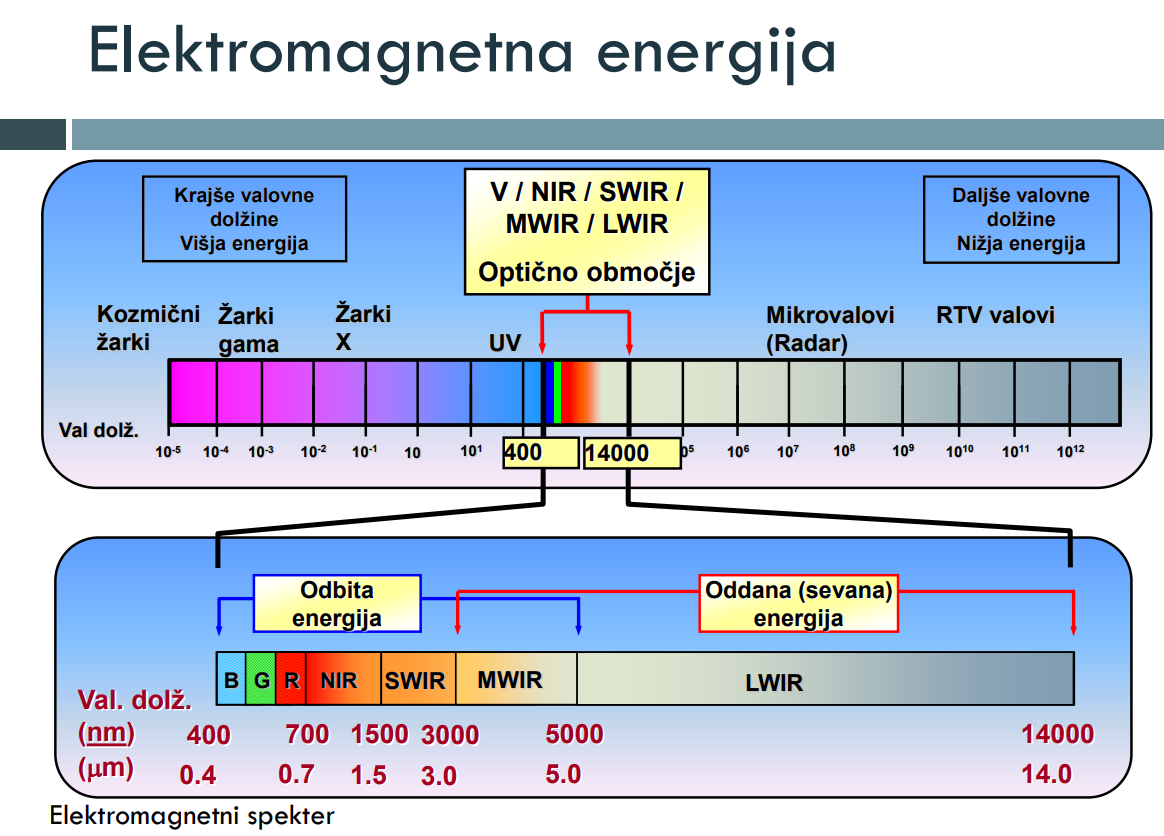 Elektromagnetna energija
Krajše valovne
dolžine
Višja energija
V / NIR / SWIR /
MWIR / LWIR
Optično območje
Daljše valovne
dolžine
Nižja energija
Kozmični
žarki
Žarki
gama
Žarki
X
UV
Mikrovalovi
(Radar)
RTV valovi
Val dolž.
10⁻⁵ 10⁻⁴ 10⁻³ 10⁻² 10⁻¹ 10 10¹ 400 14000 0⁵ 10⁶ 10⁷ 10⁸ 10⁹ 10¹⁰ 10¹¹ 10¹²
Odbita
energija
Oddana (sevana)
energija
B G R NIR SWIR MWIR LWIR
Val. dolž.
(nm) 400 700 1500 3000 5000 14000
(μm) 0.4 0.7 1.5 3.0 5.0 14.0
Elektromagnetni spekter